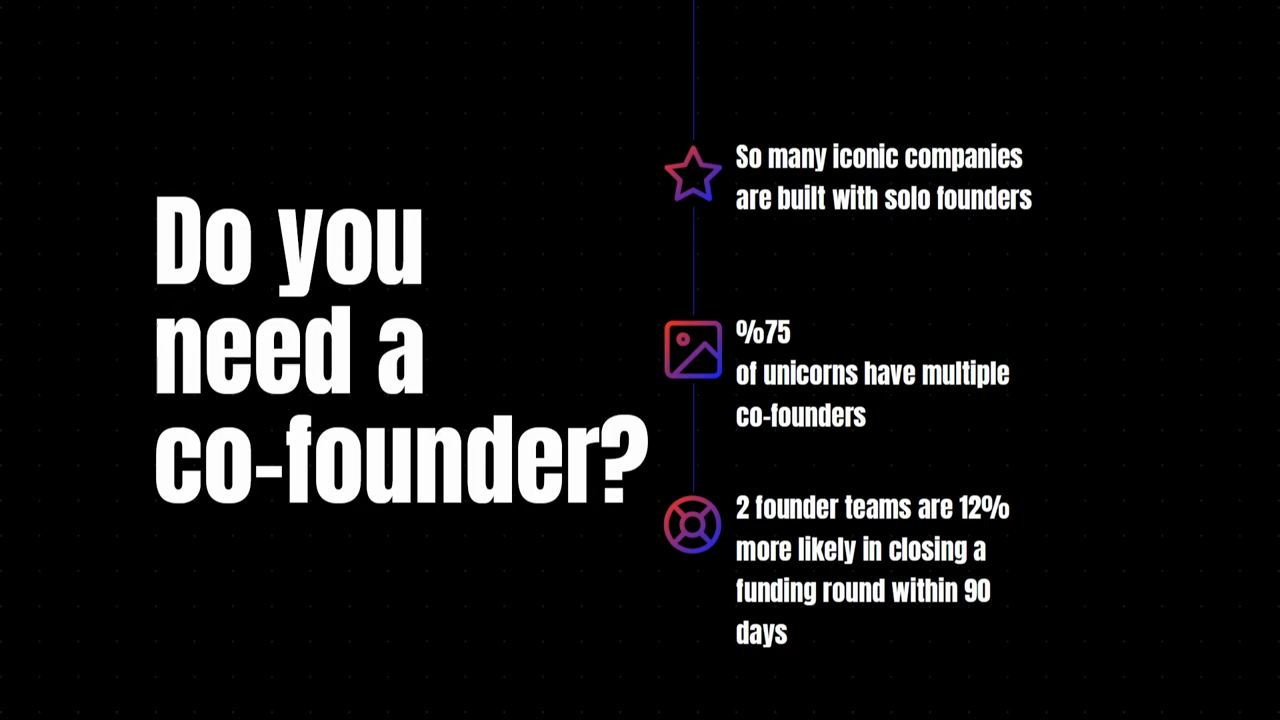 Do you
need a
co-founder?
So many iconic companies
are built with solo founders
%75
of unicorns have multiple
co-founders
2 founder teams are 12%
more likely in closing a
funding round within 90
days